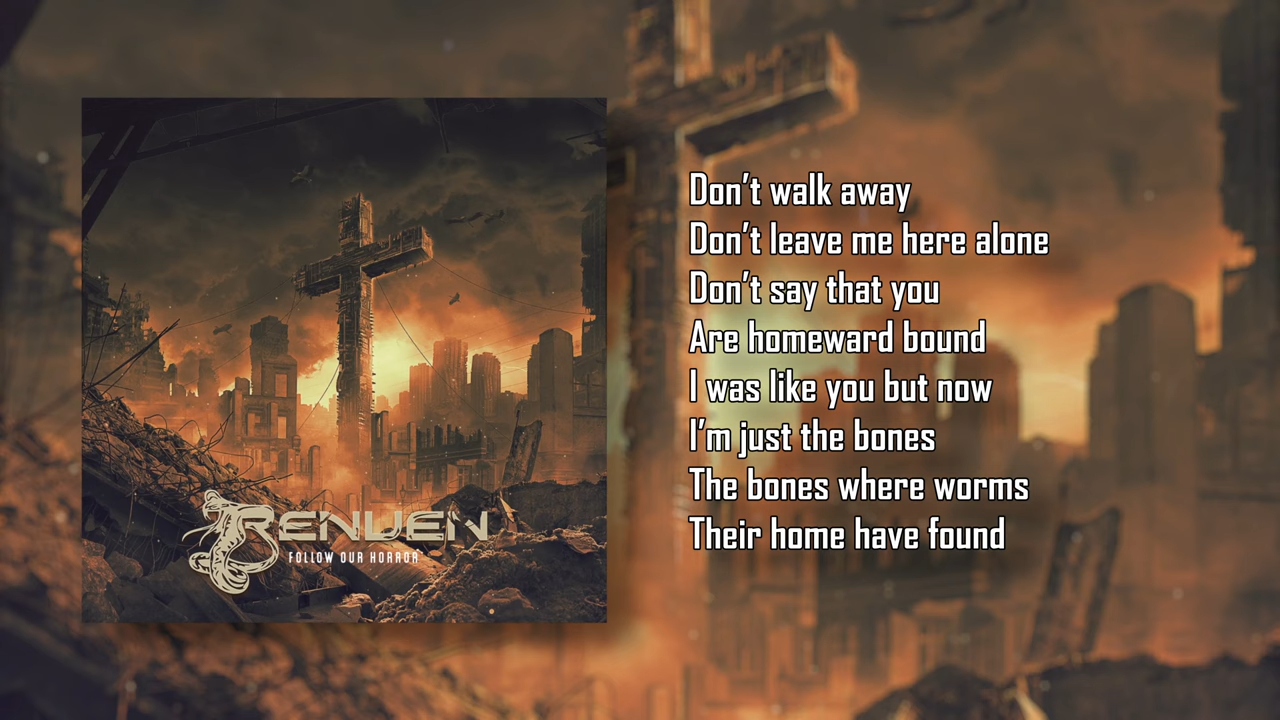 RENVEN
FOLLOW OUR HORROR
Don't walk away
Don't leave me here alone
Don't say that you
Are homeward bound
I was like you but now
I'm just the bones
The bones where worms
Their home have found